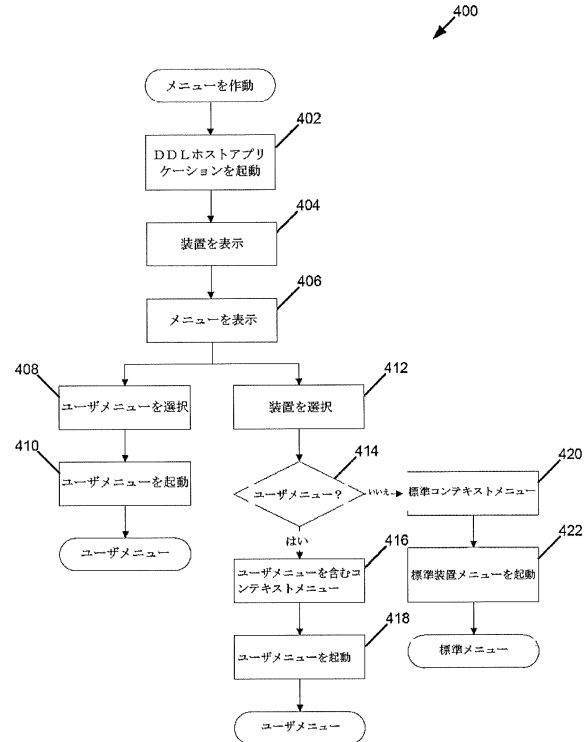 400
メニューを作動
402
DDLホストアプリ
ケーションを起動
404
装置を表示
406
メニューを表示
408
ユーザメニューを選択
410
ユーザメニューを起動
ユーザメニュー
412
装置を選択
414
ユーザメニュー?
いいえ
はい
416
ユーザメニューを含むコ
ンテキストメニュー
418
ユーザメニューを起動
ユーザメニュー
420
標準コンテキストメニュー
422
標準装置メニューを起動
標準メニュー